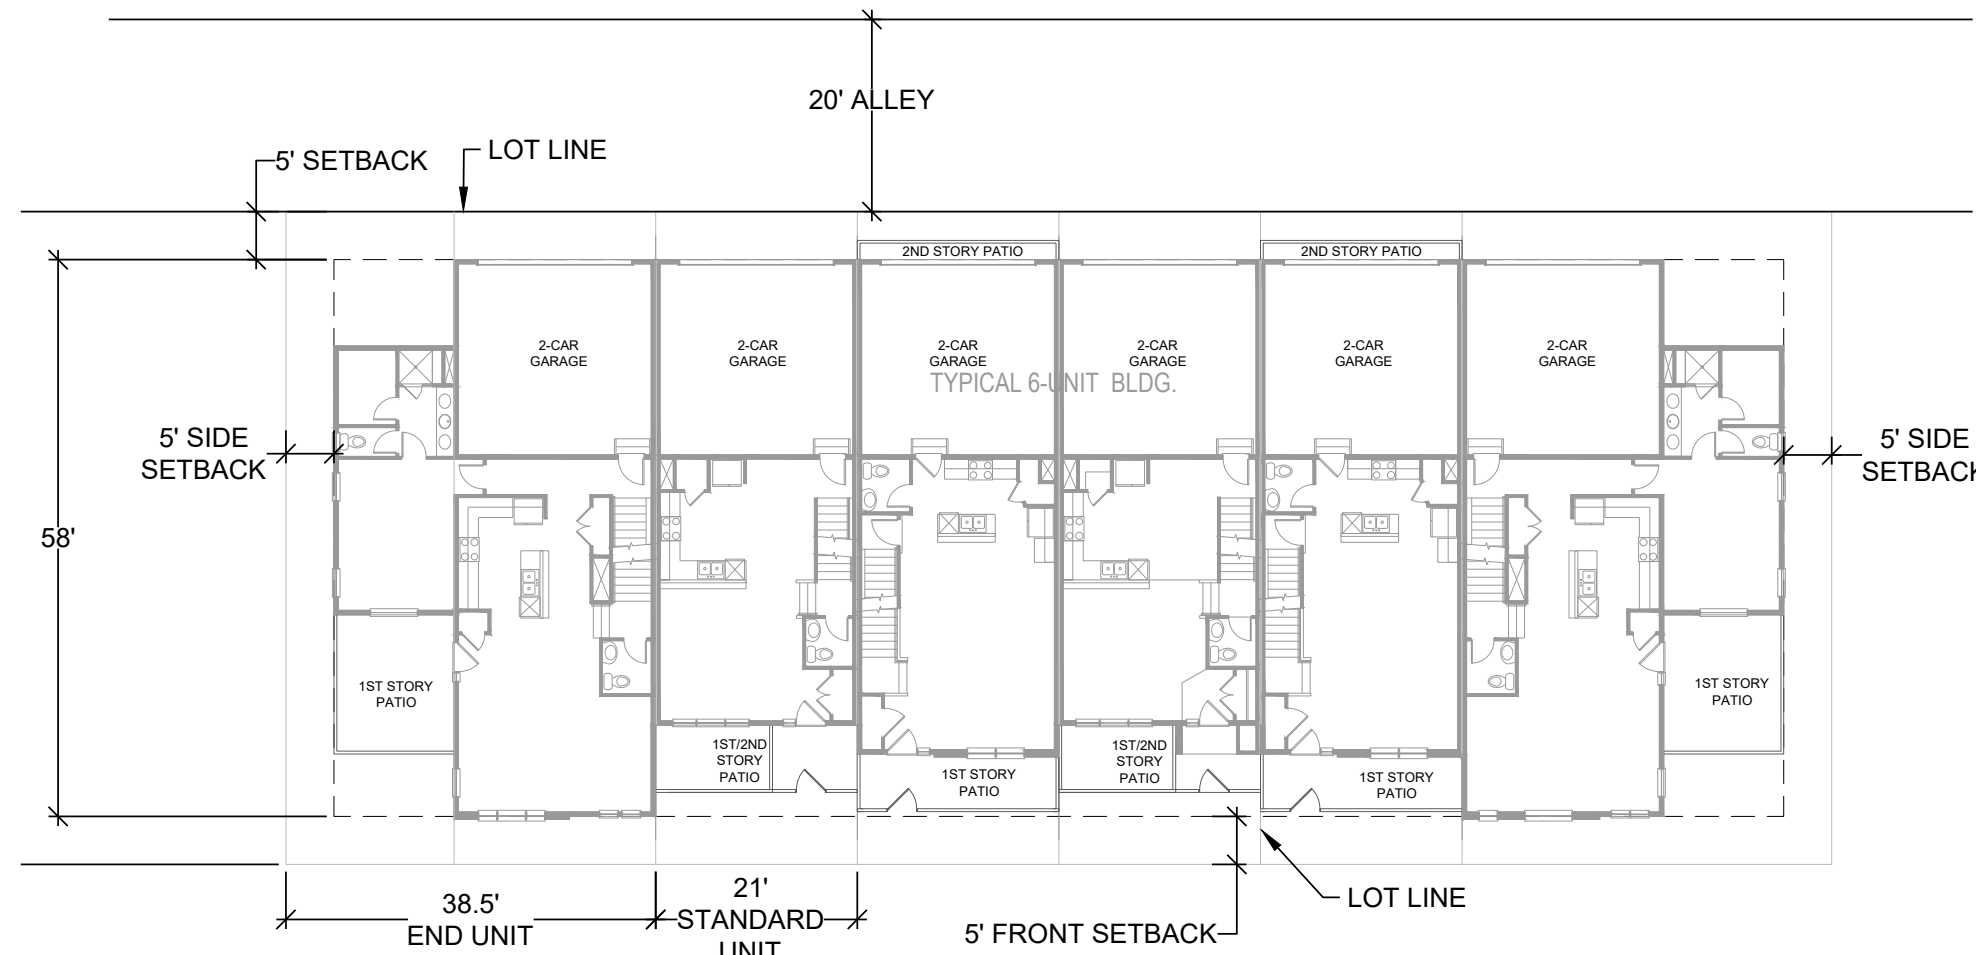 20' ALLEY
5' SETBACK
LOT LINE
2ND STORY PATIO
2ND STORY PATIO
2-CAR
GARAGE
2-CAR
GARAGE
2-CAR
GARAGE
2-CAR
GARAGE
2-CAR
GARAGE
2-CAR
GARAGE
TYPICAL 6-UNIT BLDG.
5' SIDE
SETBACK
5' SIDE
SETBACK
58'
1ST STORY
PATIO
1ST/2ND
STORY
PATIO
1ST STORY
PATIO
1ST/2ND
STORY
PATIO
1ST STORY
PATIO
1ST STORY
PATIO
38.5'
END UNIT
21'
STANDARD
UNIT
5' FRONT SETBACK
LOT LINE